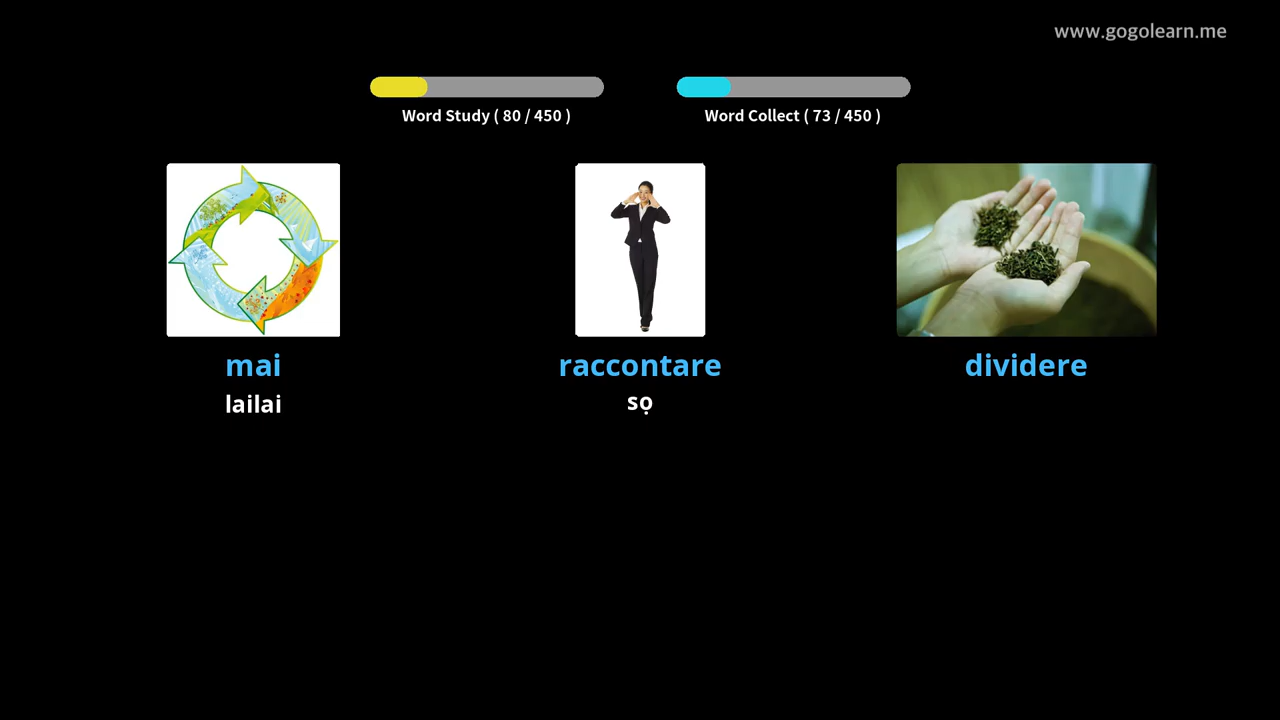 www.gogolearn.me
Word Study ( 80 / 450 )
Word Collect ( 73 / 450 )
mai
lailai
raccontare
sọ
dividere